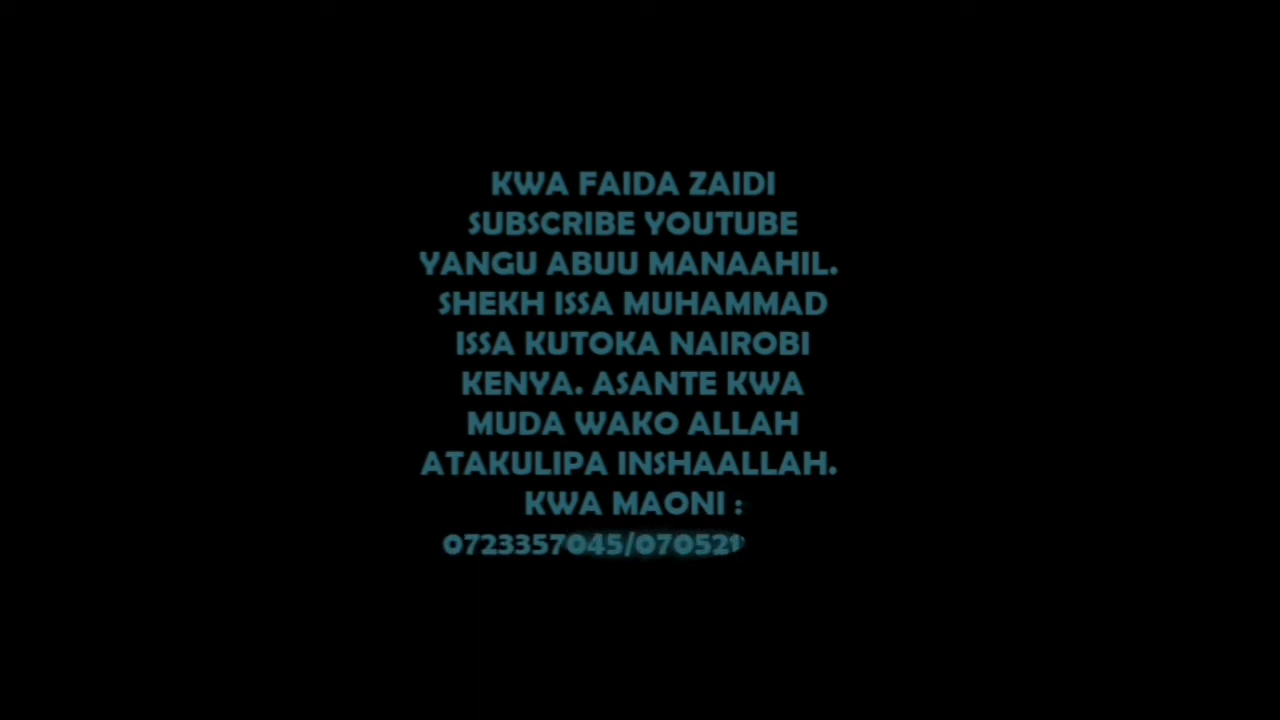 KWA FAIDA ZAIDI
SUBSCRIBE YOUTUBE
YANGU ABUU MANAAHIL.
SHEKH ISSA MUHAMMAD
ISSA KUTOKA NAIROBI
KENYA. ASANTE KWA
MUDA WAKO ALLAH
ATAKULIPA INSHAALLAH.
KWA MAONI :
0723357045/070521